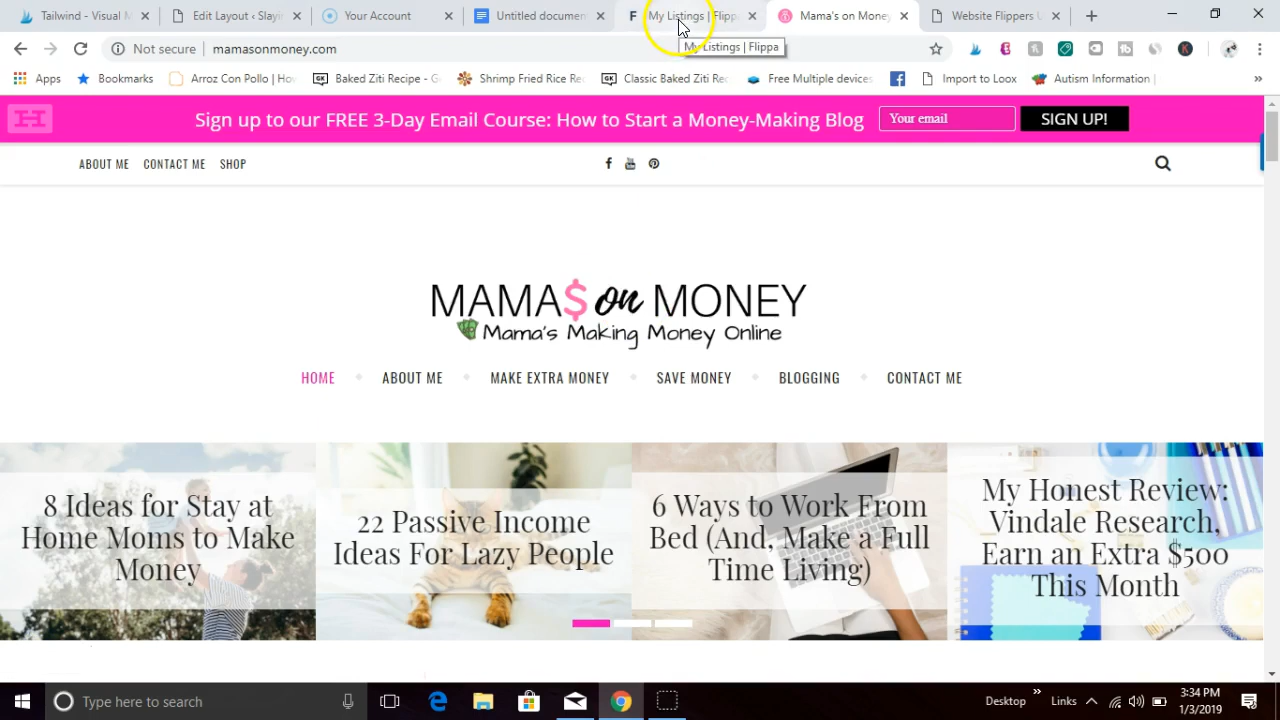 Tailwind - Visual M
Edit Layout ‹ Slayin
Your Account
Untitled documen
F My Listings | Flipp
Mama's on Money
Website Flippers U
Not secure | mamasonmoney.com
My Listings | Flippa
Apps
Bookmarks
Arroz Con Pollo | Ho
GK Baked Ziti Recipe - G
Shrimp Fried Rice Re
GK Classic Baked Ziti Rec
Free Multiple devices
Import to Loox
Autism Information |
»
Sign up to our FREE 3-Day Email Course: How to Start a Money-Making Blog
Your email
SIGN UP!
ABOUT ME
CONTACT ME
SHOP
MAMA$ on MONEY
Mama's Making Money Online
HOME
ABOUT ME
MAKE EXTRA MONEY
SAVE MONEY
BLOGGING
CONTACT ME
8 Ideas for Stay at
Home Moms to Make
Money
22 Passive Income
Ideas For Lazy People
6 Ways to Work From
Bed (And, Make a Full
Time Living)
My Honest Review:
Vindale Research,
Earn an Extra $500
This Month
Type here to search
Desktop »
Links
3:34 PM
1/3/2019